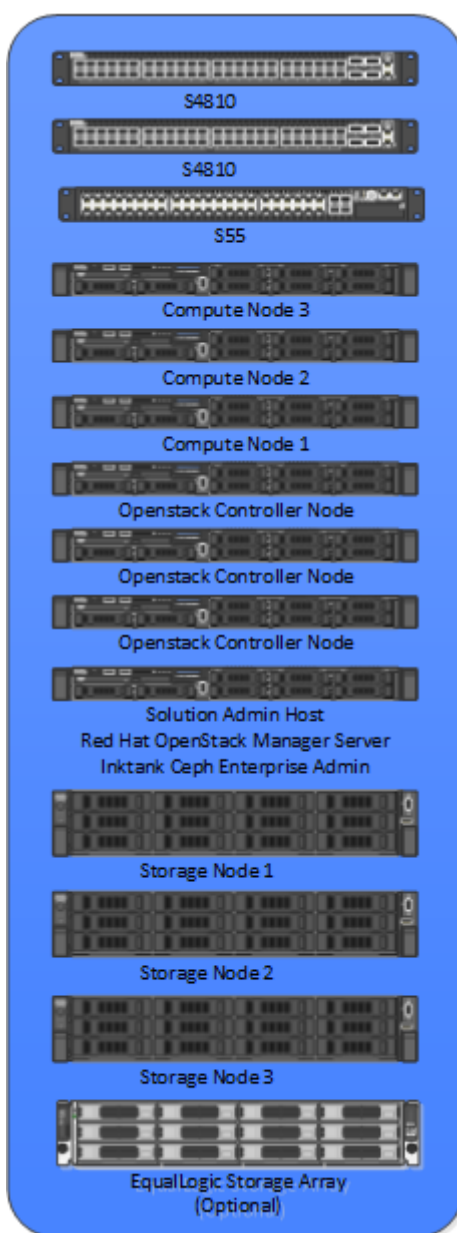 S4810
S4810
S55
Compute Node 3
Compute Node 2
Compute Node 1
Openstack Controller Node
Openstack Controller Node
Openstack Controller Node
Solution Admin Host
Red Hat OpenStack Manager Server
Inktank Ceph Enterprise Admin
Storage Node 1
Storage Node 2
Storage Node 3
EqualLogic Storage Array
(Optional)